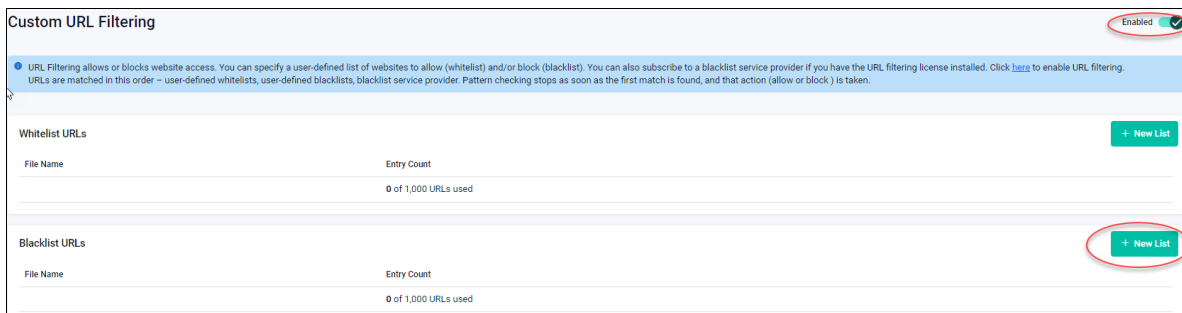 Custom URL Filtering
Enabled
URL Filtering allows or blocks website access. You can specify a user-defined list of websites to allow (whitelist) and/or block (blacklist). You can also subscribe to a blacklist service provider if you have the URL filtering license installed. Click here to enable URL filtering.
URLs are matched in this order – user-defined whitelists, user-defined blacklists, blacklist service provider. Pattern checking stops as soon as the first match is found, and that action (allow or block ) is taken.
Whitelist URLs
+ New List
File Name Entry Count
0 of 1,000 URLs used
Blacklist URLs
+ New List
File Name Entry Count
0 of 1,000 URLs used